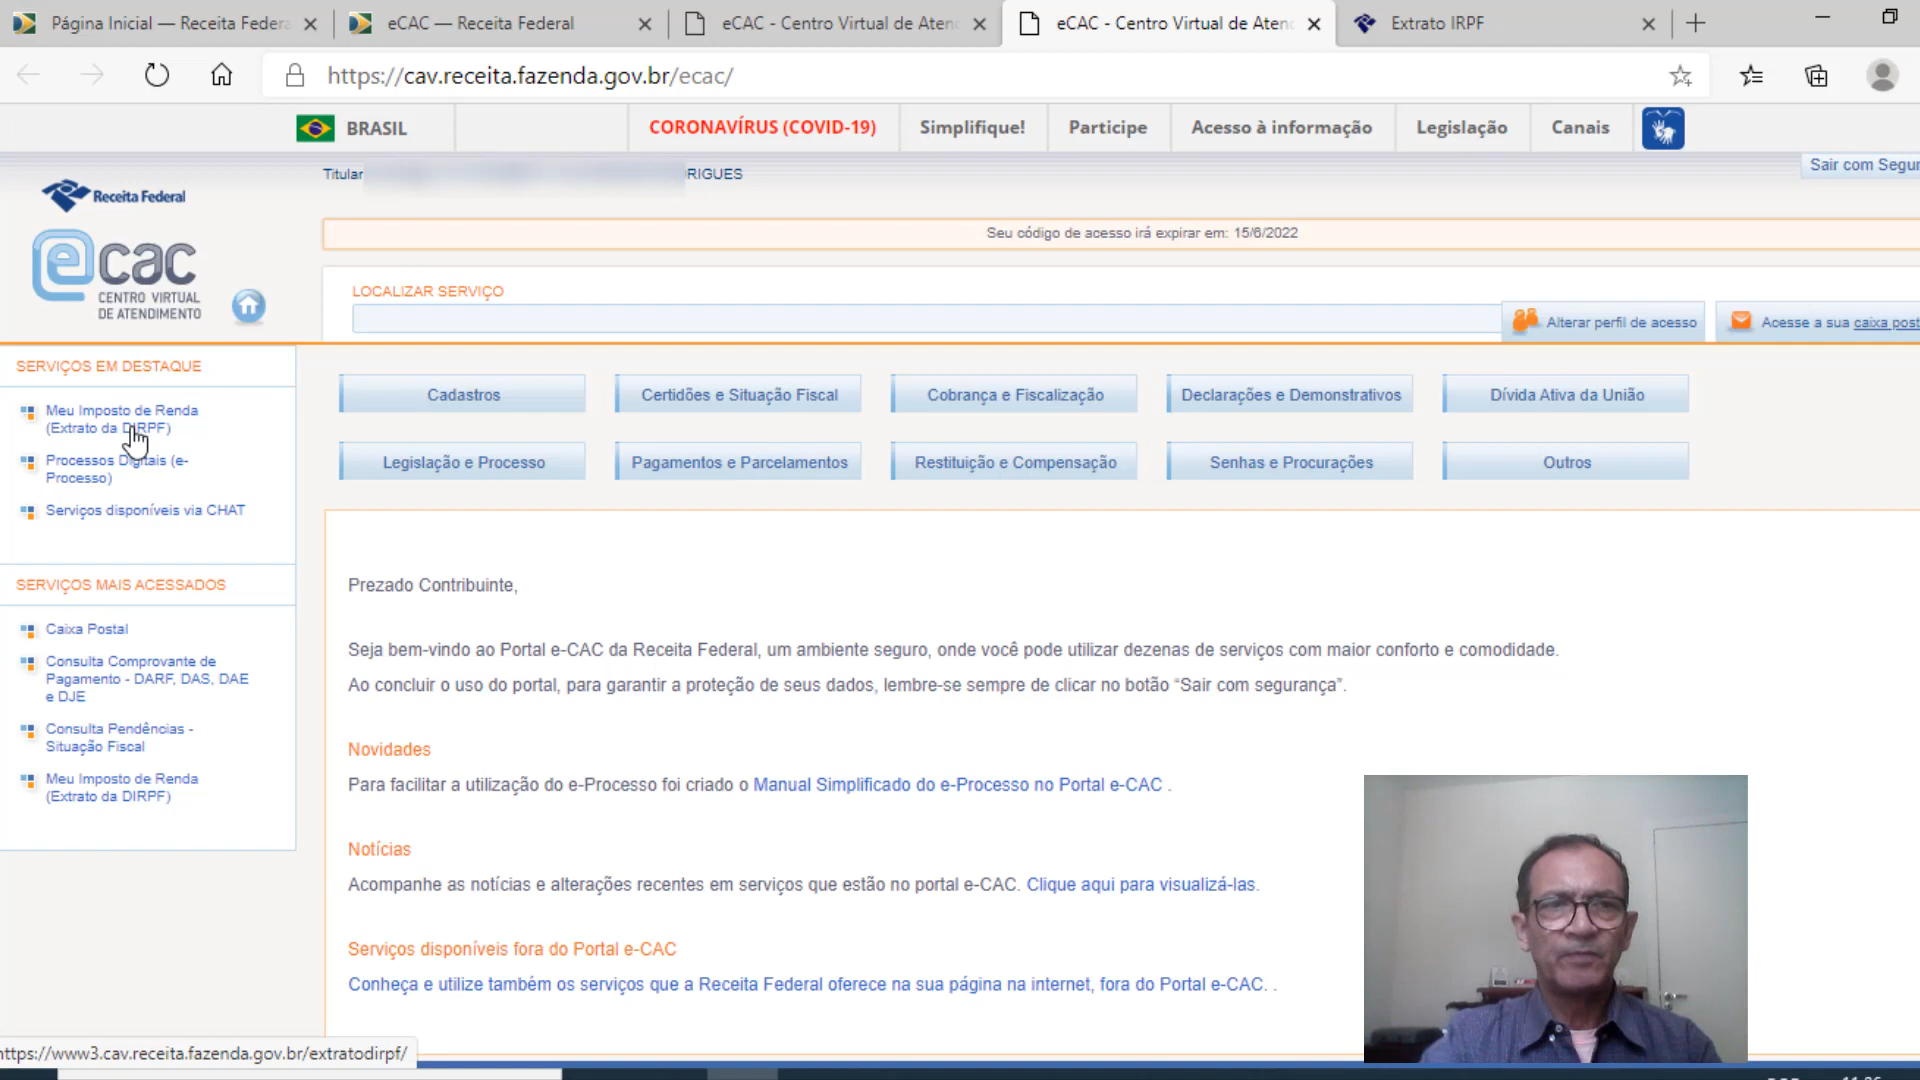 Página Inicial — Receita Federa
eCAC — Receita Federal
eCAC - Centro Virtual de Aten
eCAC - Centro Virtual de Aten
Extrato IRPF
https://cav.receita.fazenda.gov.br/ecac/
BRASIL
CORONAVÍRUS (COVID-19)
Simplifique!
Participe
Acesso à informação
Legislação
Canais
Titular
RIGUES
Sair com Segur
Receita Federal
ecac
CENTRO VIRTUAL
DE ATENDIMENTO
Seu código de acesso irá expirar em: 15/6/2022
LOCALIZAR SERVIÇO
Alterar perfil de acesso
Acesse a sua caixa post
SERVIÇOS EM DESTAQUE
Meu Imposto de Renda
(Extrato da DIRPF)
Processos Digitais (e-
Processo)
Serviços disponíveis via CHAT
SERVIÇOS MAIS ACESSADOS
Caixa Postal
Consulta Comprovante de
Pagamento - DARF, DAS, DAE
e DJE
Consulta Pendências -
Situação Fiscal
Meu Imposto de Renda
(Extrato da DIRPF)
Cadastros
Certidões e Situação Fiscal
Cobrança e Fiscalização
Declarações e Demonstrativos
Dívida Ativa da União
Legislação e Processo
Pagamentos e Parcelamentos
Restituição e Compensação
Senhas e Procurações
Outros
Prezado Contribuinte,
Seja bem-vindo ao Portal e-CAC da Receita Federal, um ambiente seguro, onde você pode utilizar dezenas de serviços com maior conforto e comodidade.
Ao concluir o uso do portal, para garantir a proteção de seus dados, lembre-se sempre de clicar no botão “Sair com segurança”.
Novidades
Para facilitar a utilização do e-Processo foi criado o Manual Simplificado do e-Processo no Portal e-CAC .
Notícias
Acompanhe as notícias e alterações recentes em serviços que estão no portal e-CAC. Clique aqui para visualizá-las.
Serviços disponíveis fora do Portal e-CAC
Conheça e utilize também os serviços que a Receita Federal oferece na sua página na internet, fora do Portal e-CAC. .
https://www3.cav.receita.fazenda.gov.br/extratodirpf/